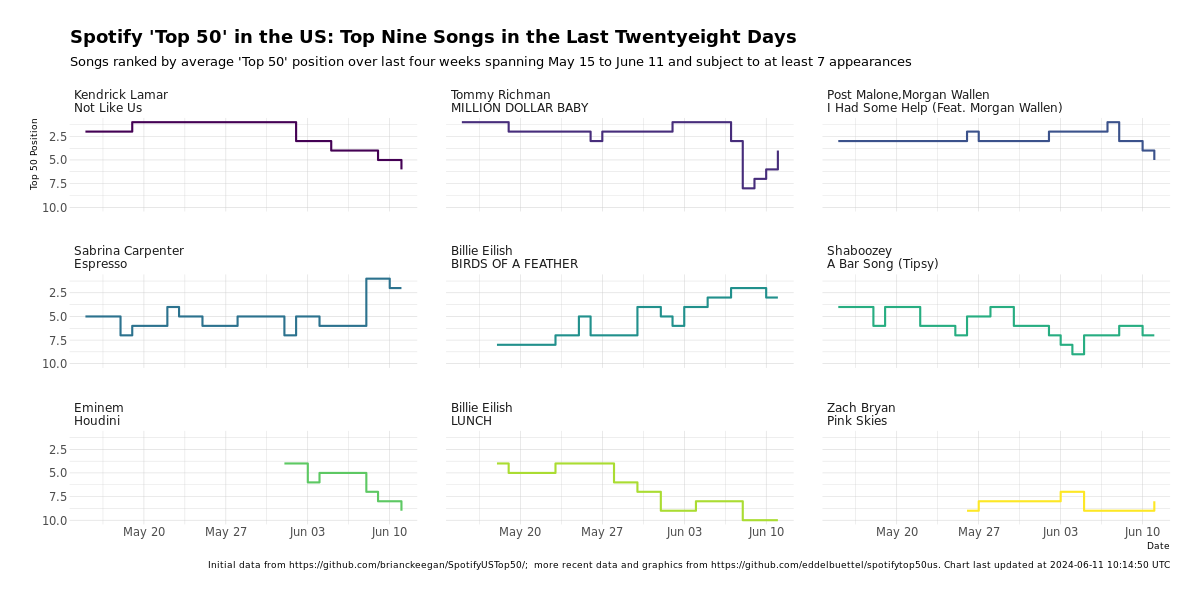 Spotify 'Top 50' in the US: Top Nine Songs in the Last Twentyeight Days
Songs ranked by average 'Top 50' position over last four weeks spanning May 15 to June 11 and subject to at least 7 appearances
Kendrick Lamar
Not Like Us
Tommy Richman
MILLION DOLLAR BABY
Post Malone,Morgan Wallen
I Had Some Help (Feat. Morgan Wallen)
Top 50 Position
2.5
5.0
7.5
10.0
Sabrina Carpenter
Espresso
Billie Eilish
BIRDS OF A FEATHER
Shaboozey
A Bar Song (Tipsy)
2.5
5.0
7.5
10.0
Eminem
Houdini
Billie Eilish
LUNCH
Zach Bryan
Pink Skies
2.5
5.0
7.5
10.0
May 20 May 27 Jun 03 Jun 10 May 20 May 27 Jun 03 Jun 10 May 20 May 27 Jun 03 Jun 10
Date
Initial data from https://github.com/brianckeegan/SpotifyUSTop50/; more recent data and graphics from https://github.com/eddelbuettel/spotifytop50us. Chart last updated at 2024-06-11 10:14:50 UTC